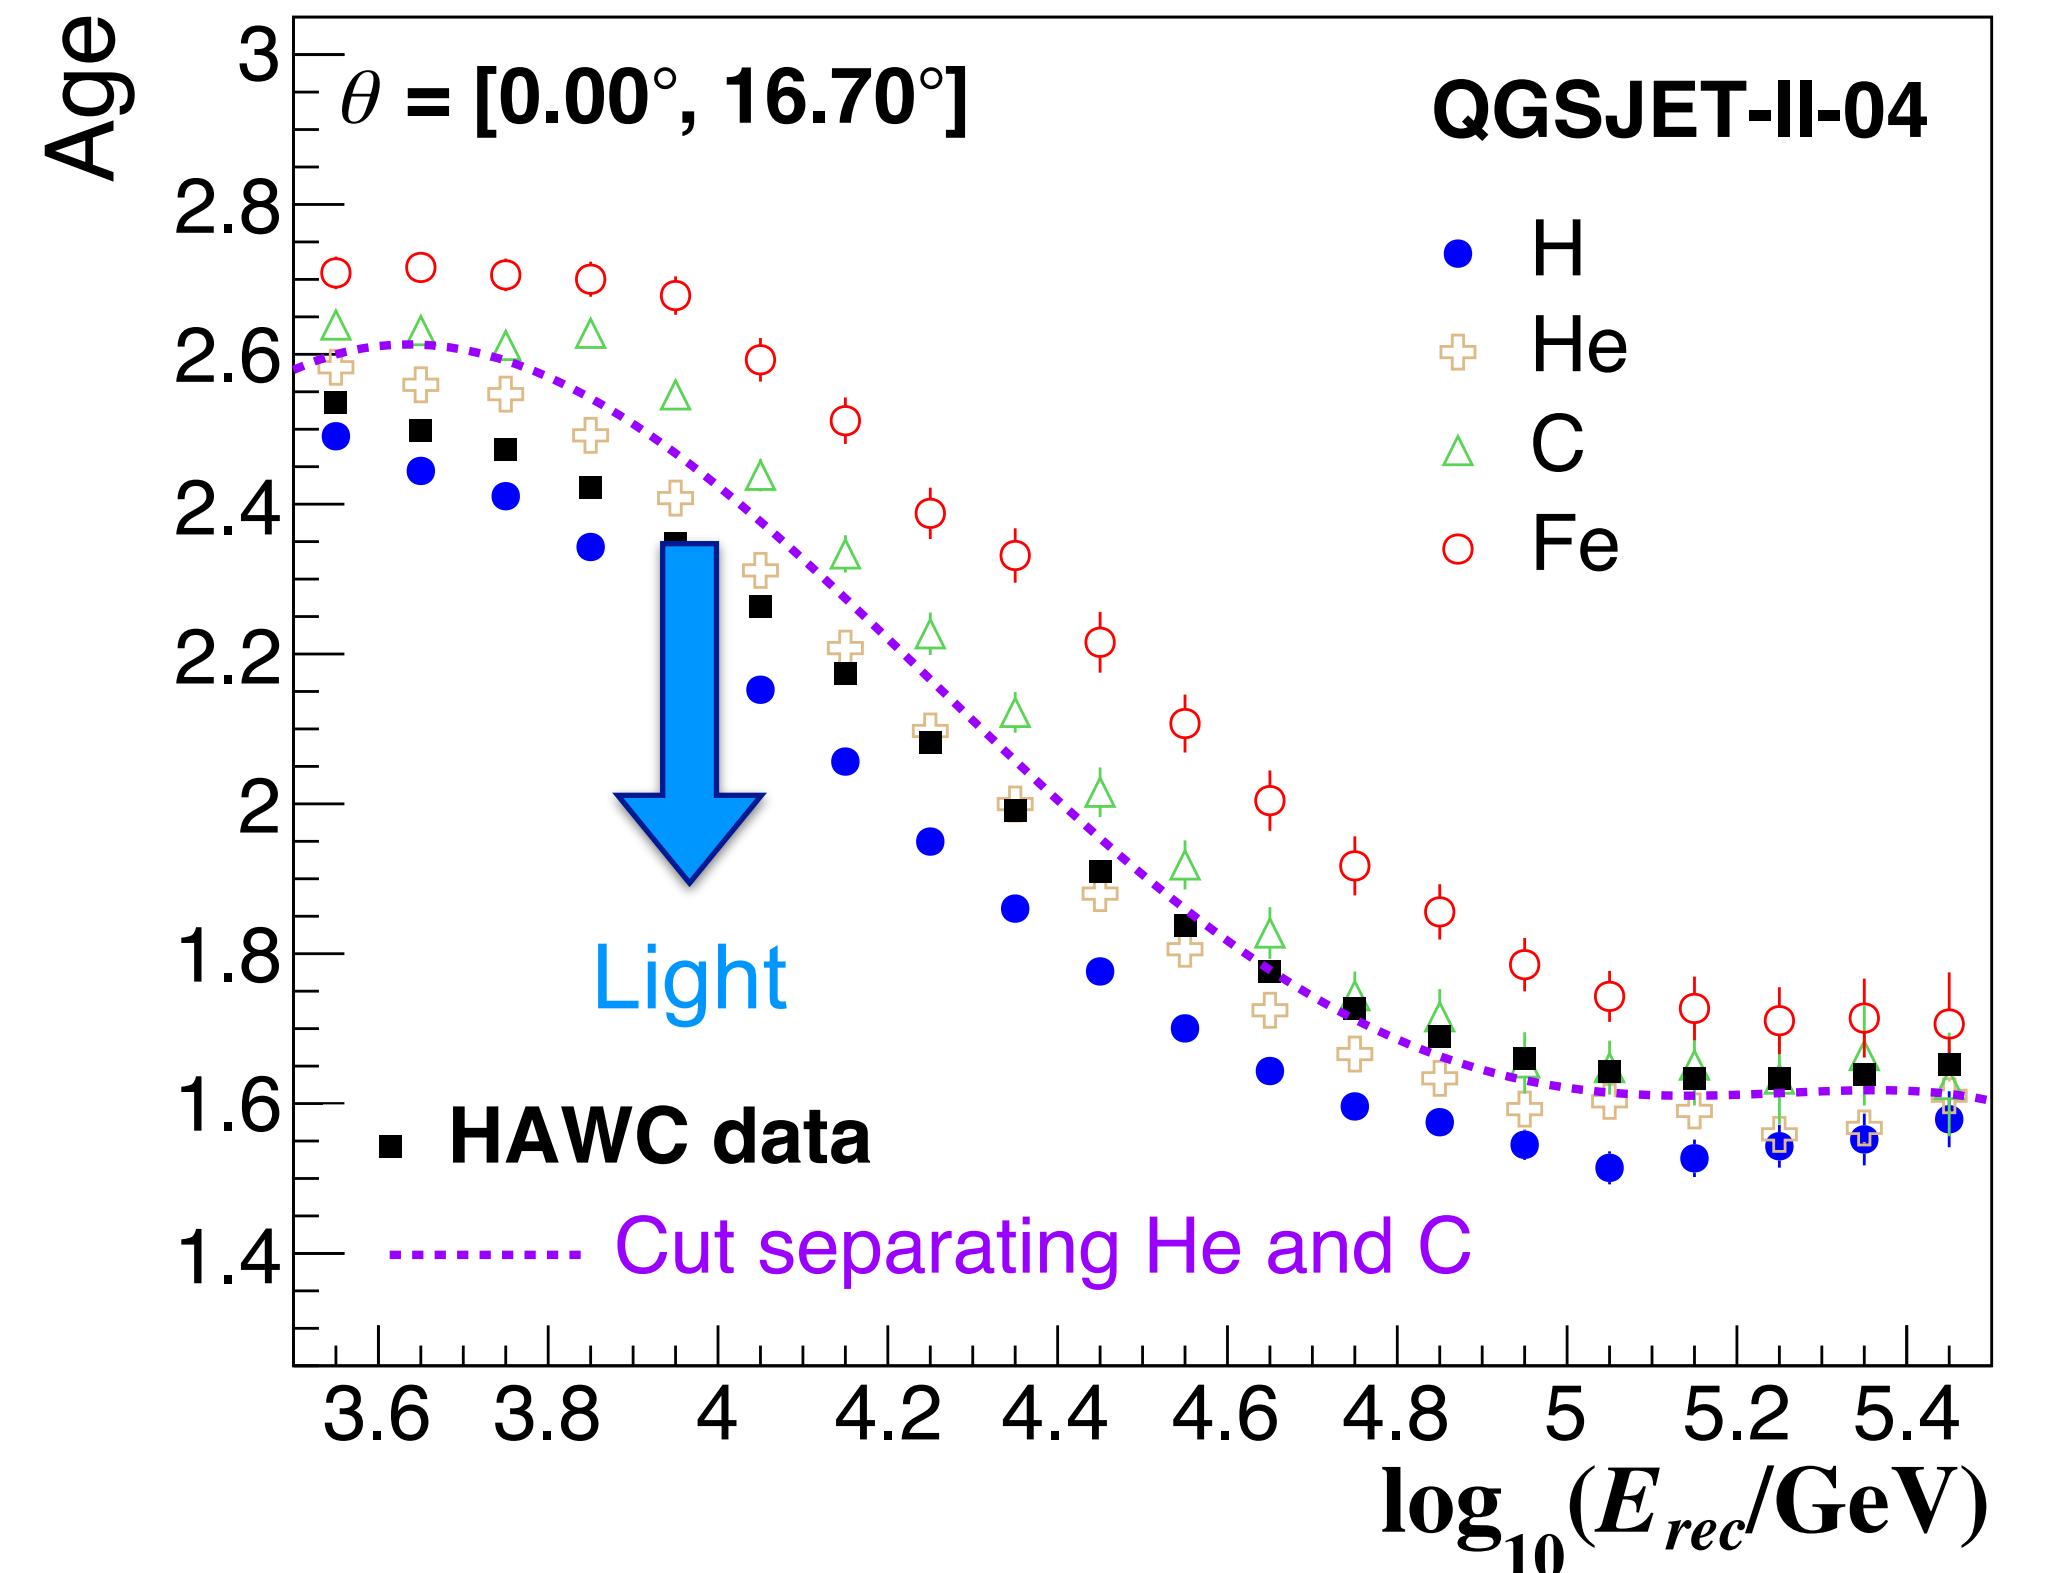 Age
3
2.8
2.6
2.4
2.2
2
1.8
1.6
1.4
θ = [0.00°, 16.70°]
QGSJET-II-04
H
He
C
Fe
Light
HAWC data
Cut separating He and C
3.6 3.8 4 4.2 4.4 4.6 4.8 5 5.2 5.4
log₁₀(E_rec/GeV)